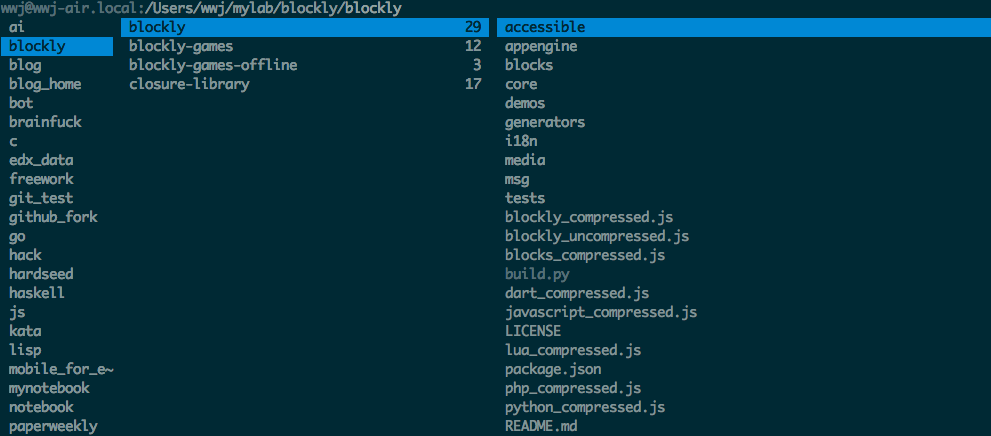 wwj@wwj-air.local:/Users/wwj/mylab/blockly/blockly
ai blockly 29 accessible
blockly blockly-games 12 appengine
blog blockly-games-offline 3 blocks
blog_home closure-library 17 core
bot demos
brainfuck generators
c i18n
edx_data media
freework msg
git_test tests
github_fork blockly_compressed.js
go blockly_uncompressed.js
hack blocks_compressed.js
hardseed build.py
haskell dart_compressed.js
js javascript_compressed.js
kata LICENSE
lisp lua_compressed.js
mobile_for_e~ package.json
mynotebook php_compressed.js
notebook python_compressed.js
paperweekly README.md